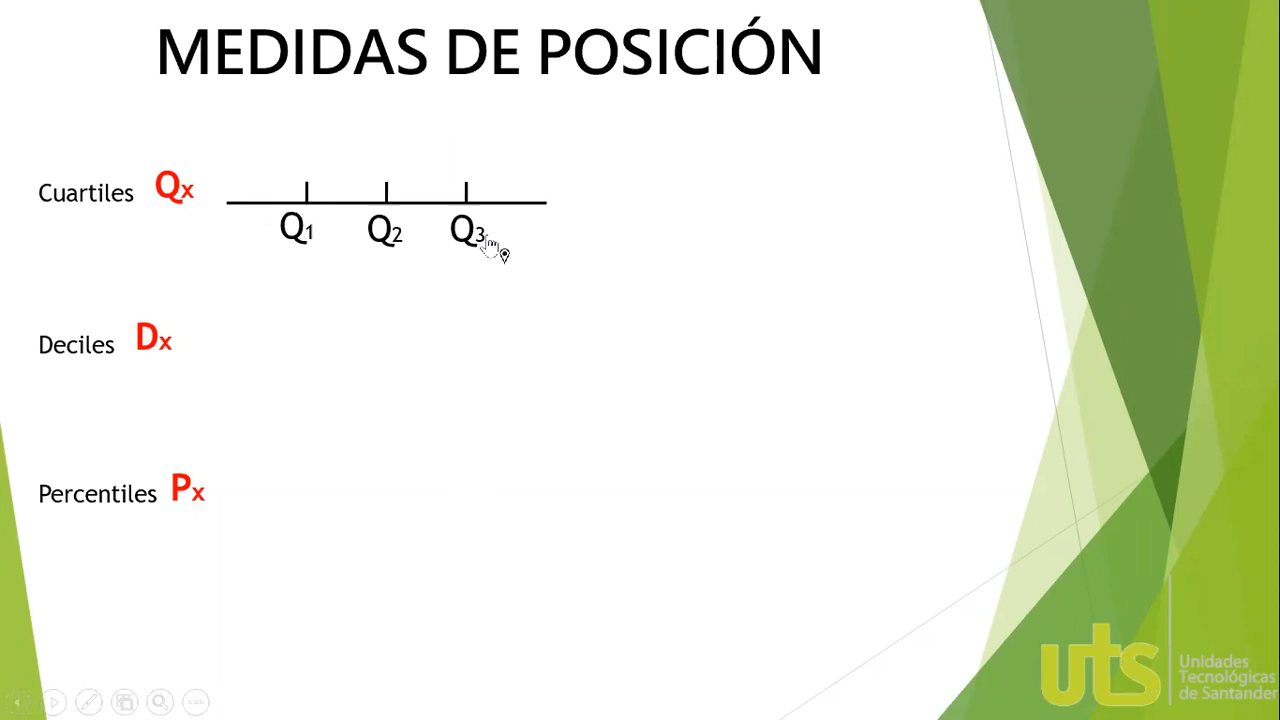 MEDIDAS DE POSICIÓN
Cuartiles Qx
Q1 Q2 Q3
Deciles Dx
Percentiles Px
uts
Unidades
Tecnológicas
de Santander